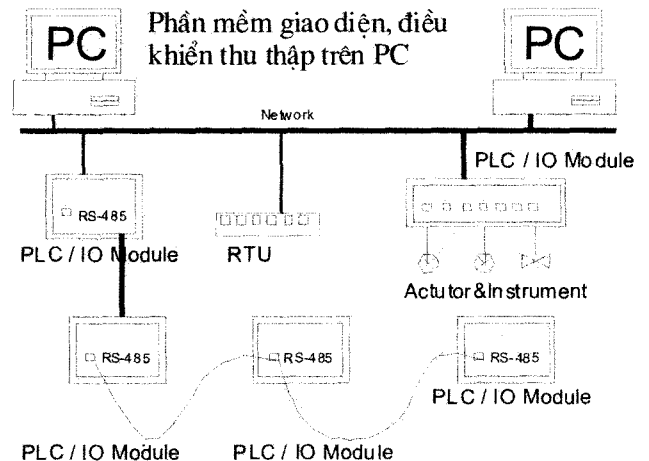 PC
Phần mềm giao diện, điều
khiển thu thập trên PC
PC
Network
PLC / IO Module
RS-485
PLC / IO Module
RTU
Actutor&Instrument
RS-485
RS-485
RS-485
PLC / IO Module
PLC / IO Module
PLC / IO Module